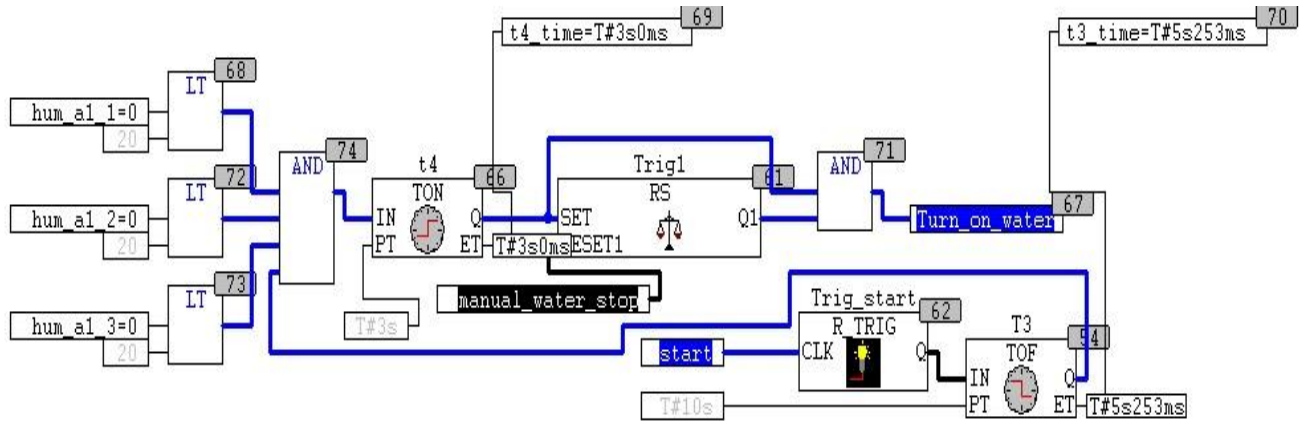 69
t4_time=T#3s0ms
70
t3_time=T#5s253ms
68
LT
hum_a1_1=0
20
72
LT
hum_a1_2=0
20
73
LT
hum_a1_3=0
20
74
AND
t4
66
TON
IN
Q
PT
ET
T#3s0ms
T#3s
Trig1
61
RS
SET
Q1
ESET1
manual_water_stop
71
AND
67
Turn_on_water
Trig_start
62
R_TRIG
start
CLK
Q
T3
54
TOF
IN
Q
T#10s
PT
ET
T#5s253ms